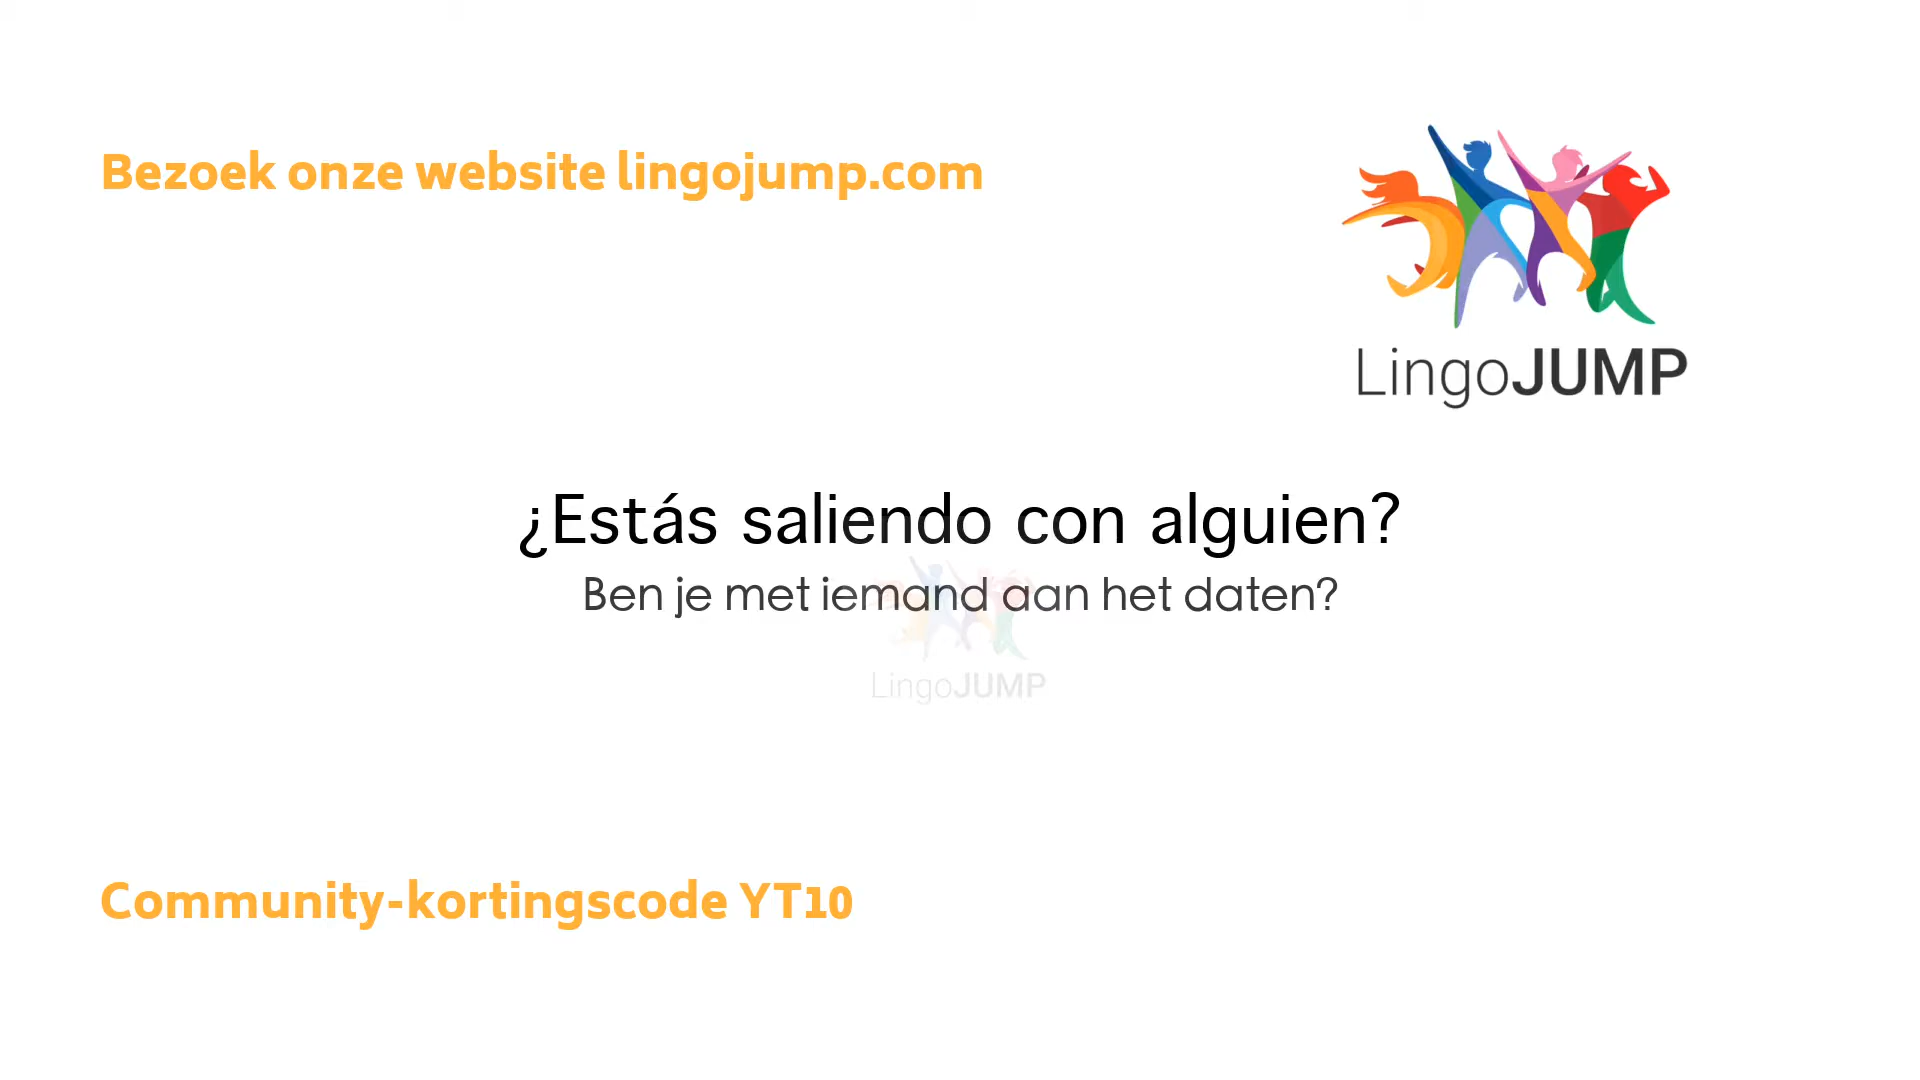 Bezoek onze website lingojump.com
LingoJUMP
¿Estás saliendo con alguien?
Ben je met iemand aan het daten?
LingoJUMP
Community-kortingscode YT10